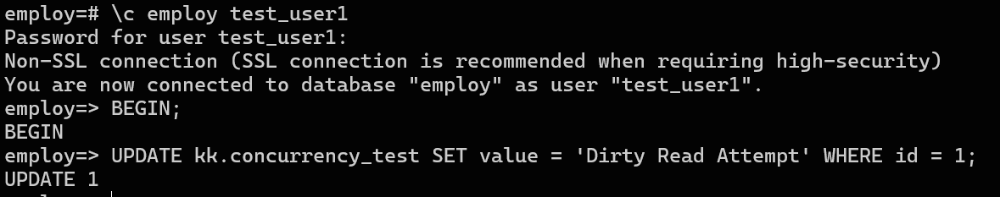 employ=# \c employ test_user1
Password for user test_user1:
Non-SSL connection (SSL connection is recommended when requiring high-security)
You are now connected to database "employ" as user "test_user1".
employ=> BEGIN;
BEGIN
employ=> UPDATE kk.concurrency_test SET value = 'Dirty Read Attempt' WHERE id = 1;
UPDATE 1